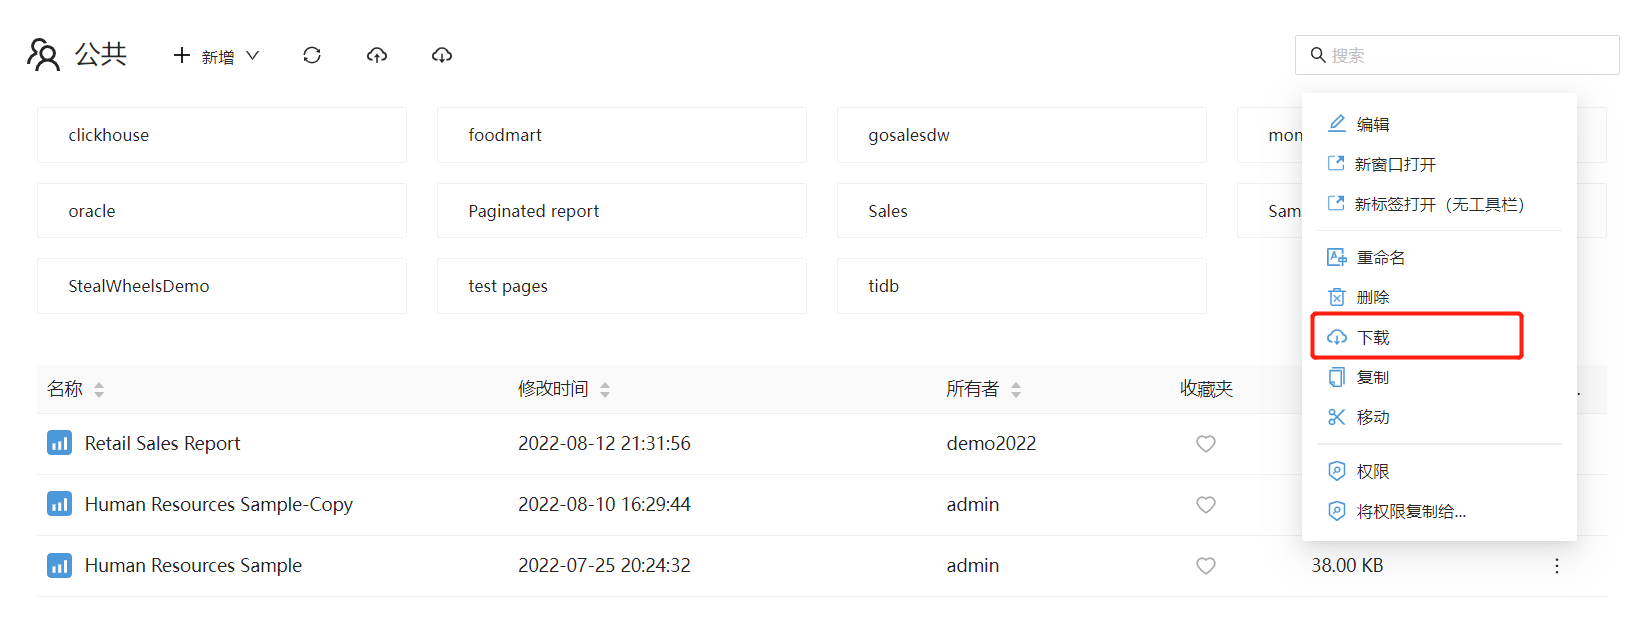 公共
新增
搜索
clickhouse
foodmart
gosalesdw
oracle
Paginated report
Sales
StealWheelsDemo
test pages
tidb
编辑
新窗口打开
新标签打开（无工具栏）
重命名
删除
下载
复制
移动
权限
将权限复制给...
名称 修改时间 所有者 收藏夹
Retail Sales Report 2022-08-12 21:31:56 demo2022
Human Resources Sample-Copy 2022-08-10 16:29:44 admin
Human Resources Sample 2022-07-25 20:24:32 admin 38.00 KB